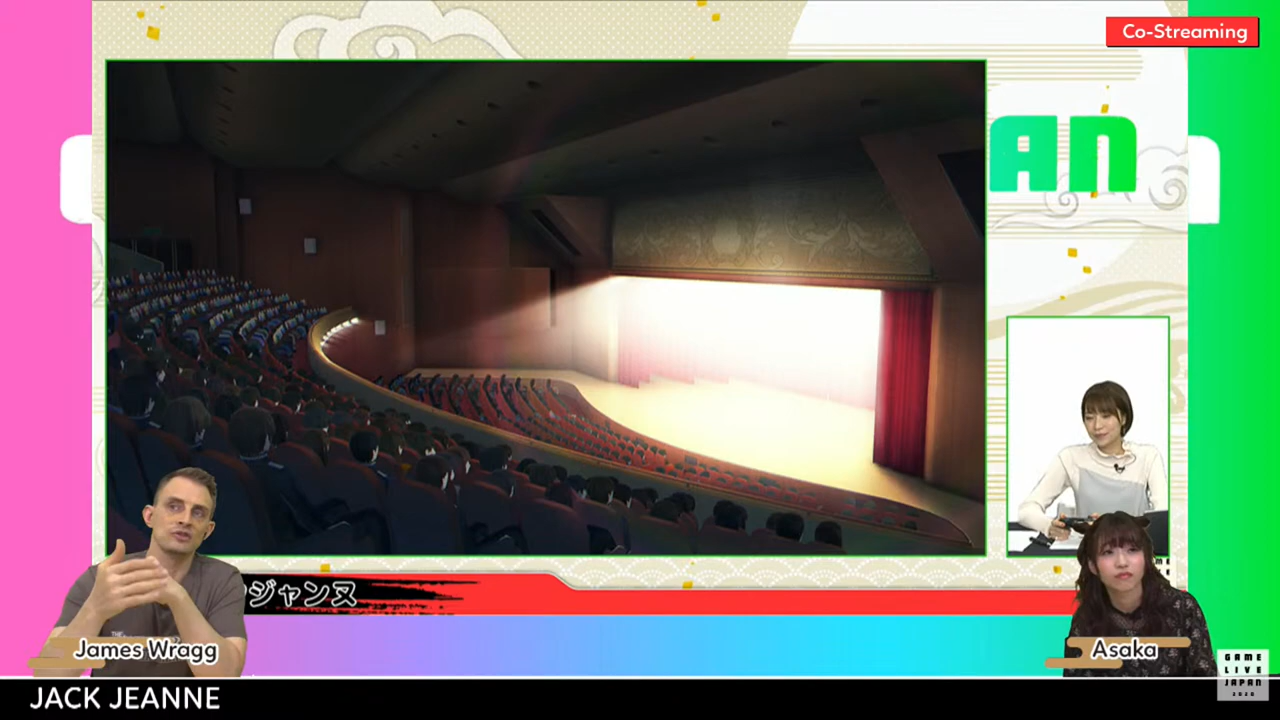 Co-Streaming
AN
ジャンヌ
James Wragg
Asaka
GAME
LIVE
JAPAN
JACK JEANNE